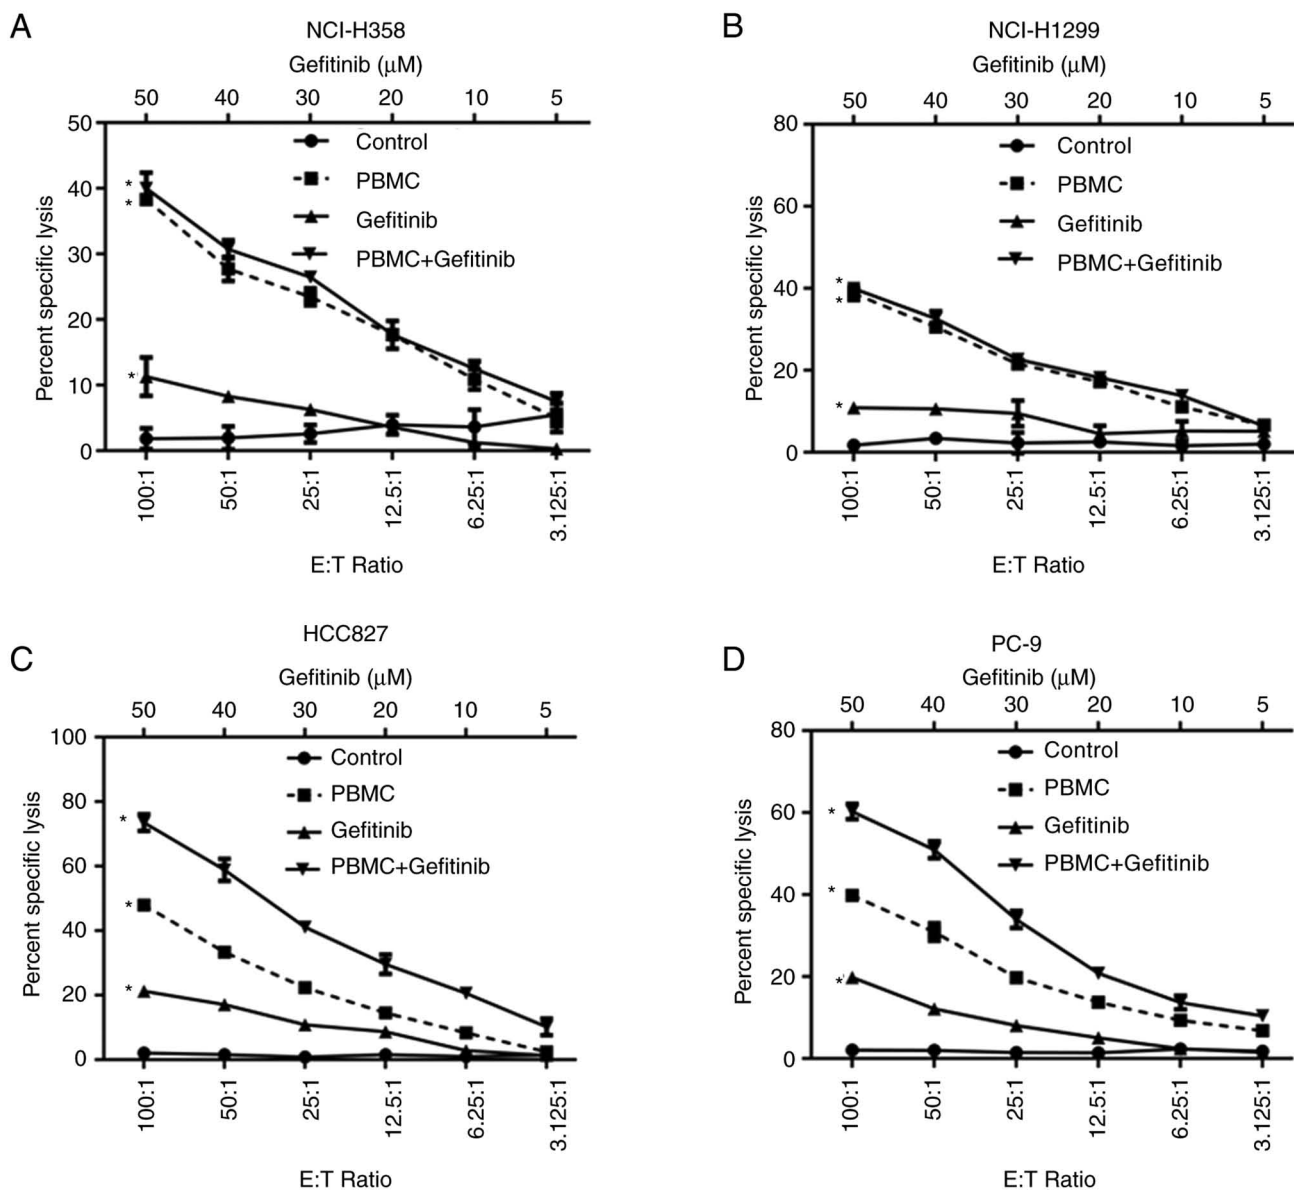 A
NCI-H358
Gefitinib (μM)
50 40 30 20 10 5
50
40
30
20
10
0
Percent specific lysis
Control
PBMC
Gefitinib
PBMC+Gefitinib
*
*
*
100:1 50:1 25:1 12.5:1 6.25:1 3.125:1
E:T Ratio
B
NCI-H1299
Gefitinib (μM)
50 40 30 20 10 5
80
60
40
20
0
Percent specific lysis
Control
PBMC
Gefitinib
PBMC+Gefitinib
*
*
*
100:1 50:1 25:1 12.5:1 6.25:1 3.125:1
E:T Ratio
C
HCC827
Gefitinib (μM)
50 40 30 20 10 5
100
80
60
40
20
0
Percent specific lysis
Control
PBMC
Gefitinib
PBMC+Gefitinib
*
*
*
100:1 50:1 25:1 12.5:1 6.25:1 3.125:1
E:T Ratio
D
PC-9
Gefitinib (μM)
50 40 30 20 10 5
80
60
40
20
0
Percent specific lysis
Control
PBMC
Gefitinib
PBMC+Gefitinib
*
*
*
100:1 50:1 25:1 12.5:1 6.25:1 3.125:1
E:T Ratio